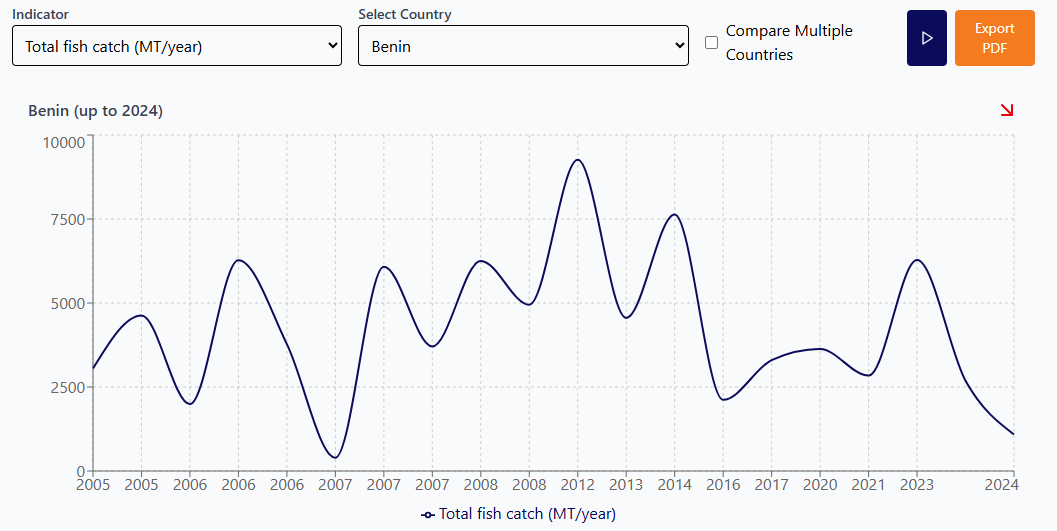 Indicator
Select Country
Total fish catch (MT/year)
Benin
Compare Multiple
Countries
Export
PDF
Benin (up to 2024)
10000
7500
5000
2500
0
2005 2005 2006 2006 2006 2007 2007 2007 2008 2008 2012 2013 2014 2016 2017 2020 2021 2023 2024
Total fish catch (MT/year)